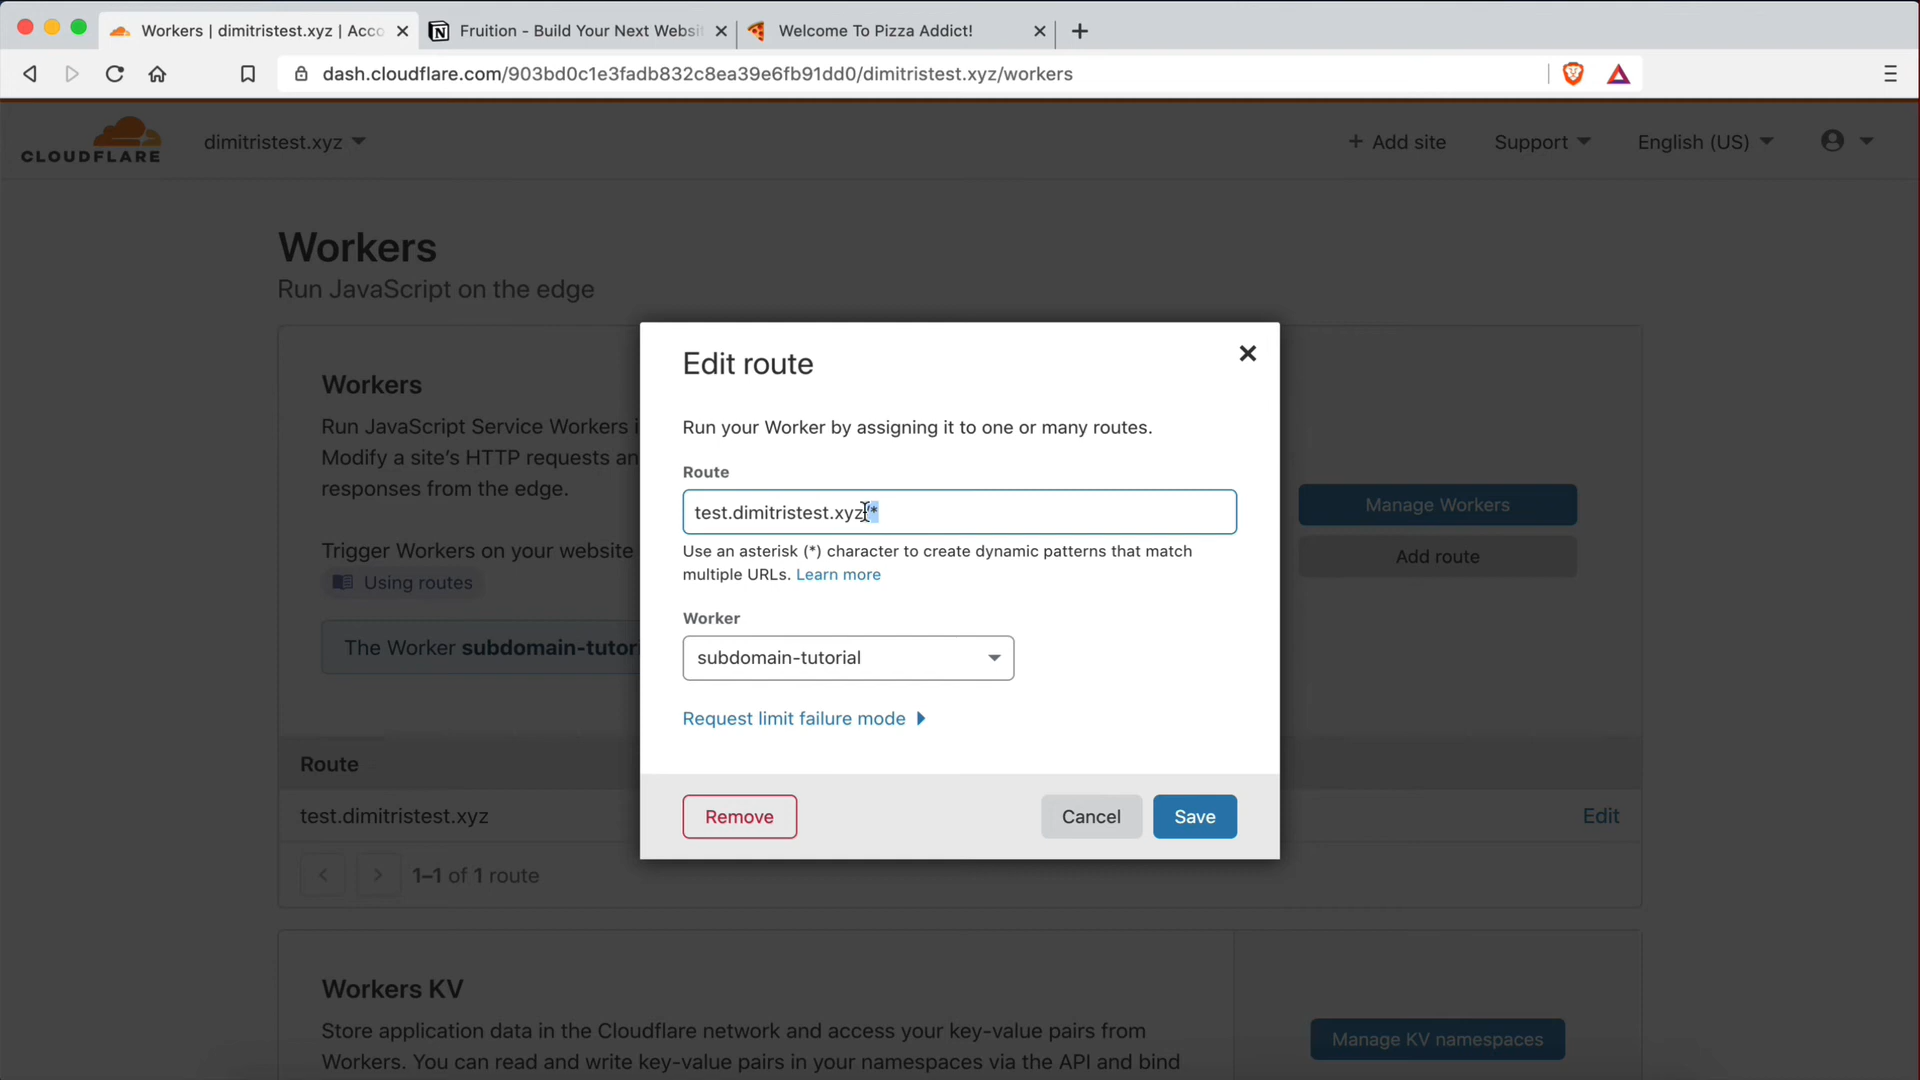 Workers | dimitristest.xyz | Acco
Fruition - Build Your Next Websi
Welcome To Pizza Addict!
dash.cloudflare.com/903bd0c1e3fadb832c8ea39e6fb91dd0/dimitristest.xyz/workers
CLOUDFLARE
dimitristest.xyz
+ Add site
Support
English (US)
Workers
Run JavaScript on the edge
Workers
Run JavaScript Service Workers i
Modify a site's HTTP requests an
responses from the edge.
Trigger Workers on your website
Using routes
The Worker subdomain-tutori
Manage Workers
Add route
Edit route
Run your Worker by assigning it to one or many routes.
Route
test.dimitristest.xyz/*
Use an asterisk (*) character to create dynamic patterns that match
multiple URLs. Learn more
Worker
subdomain-tutorial
Request limit failure mode
Remove
Cancel
Save
Route
test.dimitristest.xyz
Edit
1–1 of 1 route
Workers KV
Store application data in the Cloudflare network and access your key-value pairs from
Workers. You can read and write key-value pairs in your namespaces via the API and bind
Manage KV namespaces